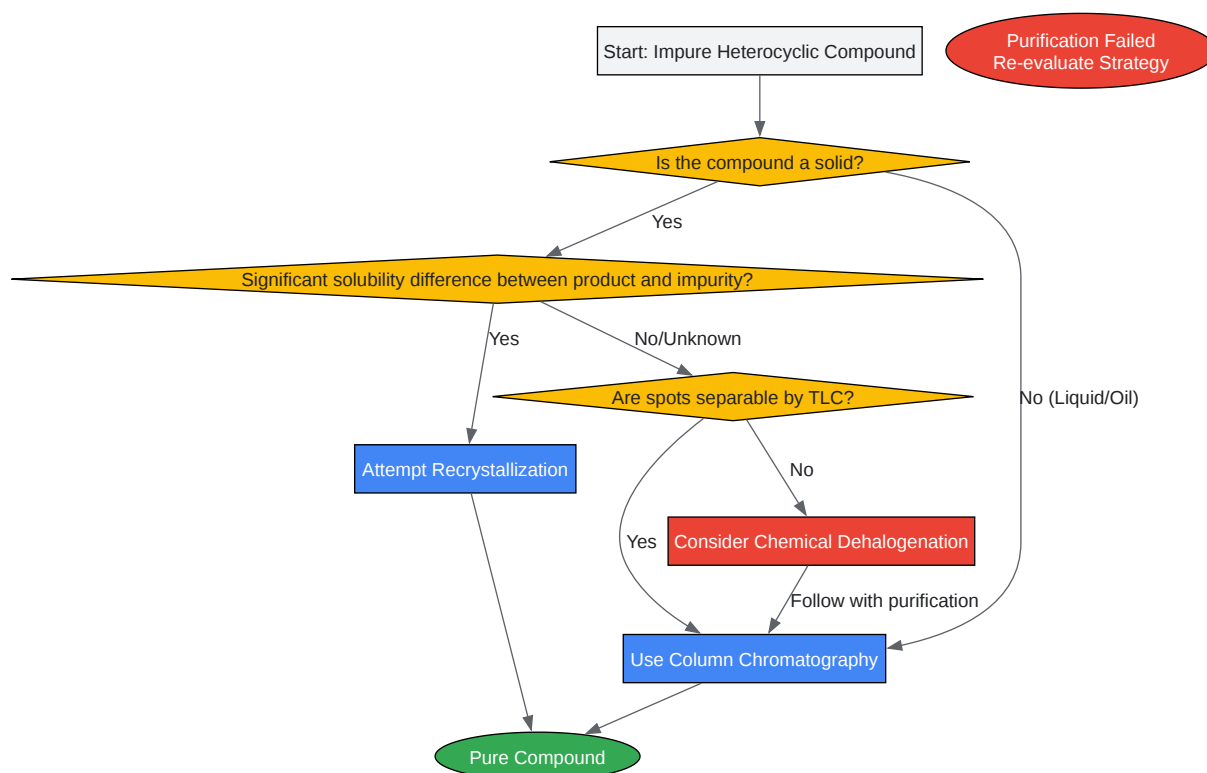 Start: Impure Heterocyclic Compound
Purification Failed
Re-evaluate Strategy
Is the compound a solid?
Yes
Significant solubility difference between product and impurity?
Yes
No/Unknown
Are spots separable by TLC?
No (Liquid/Oil)
Attempt Recrystallization
No
Yes
Consider Chemical Dehalogenation
Follow with purification
Use Column Chromatography
Pure Compound